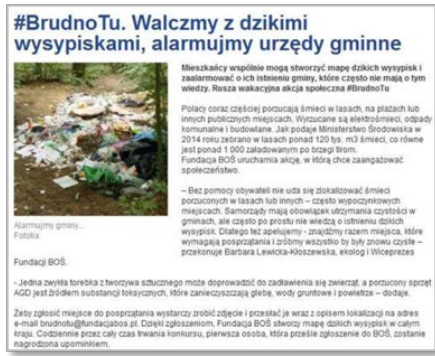 #BrudnoTu. Walczmy z dzikimi
wysypiskami, alarmujmy urzędy gminne
Mieszkańcy wspólnie mogą stworzyć mapę dzikich wysypisk i
zaalarmować o ich istnieniu gminy, które często nie mają o tym
wiedzy. Rusza wakacyjna akcja społeczna #BrudnoTu
Polacy coraz częściej porzucają śmieci w lasach, na plażach lub
innych publicznych miejscach. Wyrzucane są elektrośmieci, odpady
komunalne i budowlane. Jak podaje Ministerstwo Środowiska w
2014 roku zebrano w lasach ponad 120 tys. m3 śmieci, co równe
jest ponad 1 000 załadowanym po brzegi tirom.
Fundacja BOŚ uruchamia akcję, w którą chce zaangażować
społeczeństwo.
– Bez pomocy obywateli nie uda się zlokalizować śmieci
porzuconych w lasach lub innych – często wypoczynkowych
miejscach. Samorządy mają obowiązek utrzymania czystości w
gminach, ale często po prostu nie wiedzą o istnieniu dzikich
wysypisk. Dlatego też apelujemy - znajdźmy razem miejsca, które
wymagają posprzątania i zróbmy wszystko by były znowu czyste –
przekonuje Barbara Lewicka-Kłoszewska, ekolog i Wiceprezes
Fundacji BOŚ.
Alarmujmy gminy...
Fotolia
- Jedna zwykła torebka z tworzywa sztucznego może doprowadzić do zadławienia się zwierząt, a porzucony sprzęt
AGD jest źródłem substancji toksycznych, które zanieczyszczają glebę, wody gruntowe i powietrze – dodaje.
Żeby zgłosić miejsce do posprzątania wystarczy zrobić zdjęcie i przesłać je wraz z opisem lokalizacji na adres
e-mail brudnotu@fundacjabos.pl. Dzięki zgłoszeniom, Fundacja BOŚ stworzy mapę dzikich wysypisk w całym
kraju. Codziennie przez cały czas trwania konkursu, pierwsza osoba, która prześle zgłoszenie do BOŚ, zostanie
nagrodzona upominkiem.